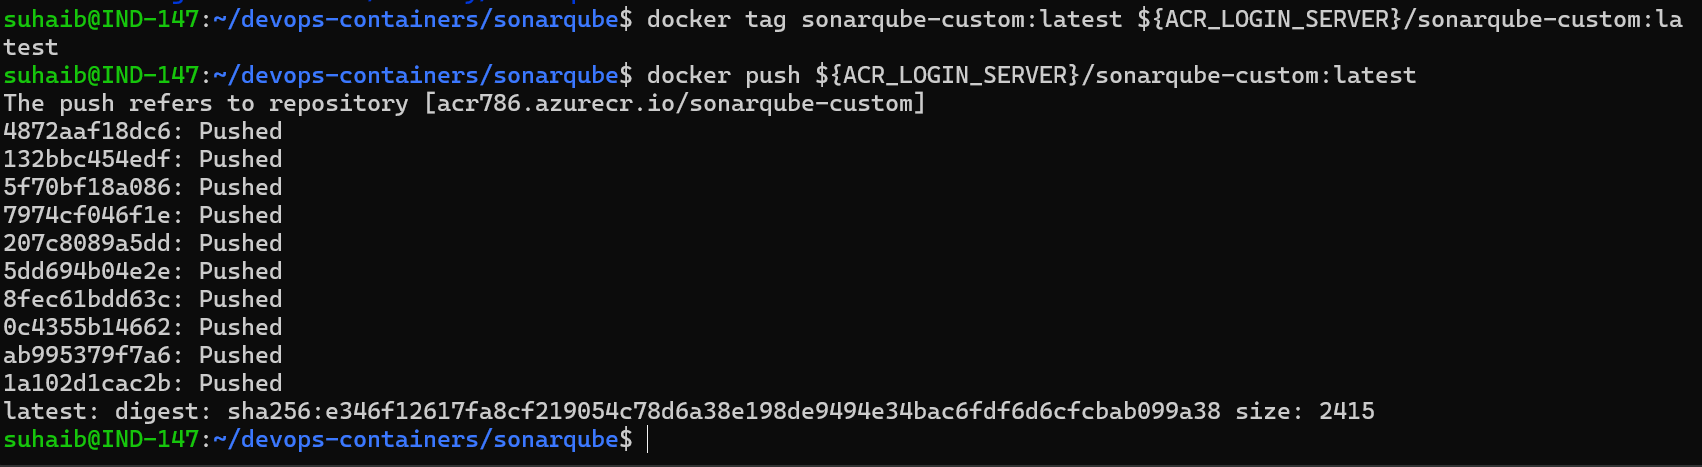 suhaib@IND-147:~/devops-containers/sonarqube$ docker tag sonarqube-custom:latest ${ACR_LOGIN_SERVER}/sonarqube-custom:la
test
suhaib@IND-147:~/devops-containers/sonarqube$ docker push ${ACR_LOGIN_SERVER}/sonarqube-custom:latest
The push refers to repository [acr786.azurecr.io/sonarqube-custom]
4872aaf18dc6: Pushed
132bbc454edf: Pushed
5f70bf18a086: Pushed
7974cf046f1e: Pushed
207c8089a5dd: Pushed
5dd694b04e2e: Pushed
8fec61bdd63c: Pushed
0c4355b14662: Pushed
ab995379f7a6: Pushed
1a102d1cac2b: Pushed
latest: digest: sha256:e346f12617fa8cf219054c78d6a38e198de9494e34bac6fdf6d6cfcbab099a38 size: 2415
suhaib@IND-147:~/devops-containers/sonarqube$